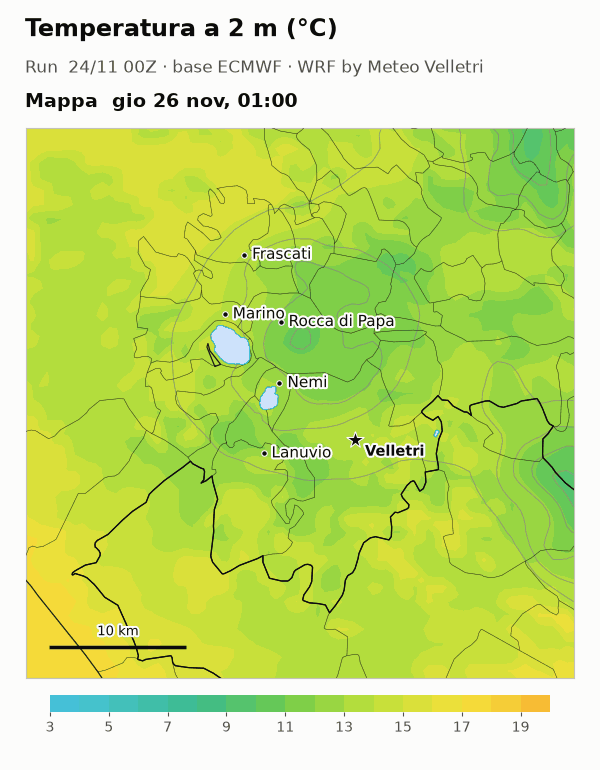 Temperatura a 2 m (°C)
Run 24/11 00Z · base ECMWF · WRF by Meteo Velletri
Mappa gio 26 nov, 01:00
Frascati
Marino
Rocca di Papa
Nemi
Velletri
Lanuvio
10 km
3 5 7 9 11 13 15 17 19